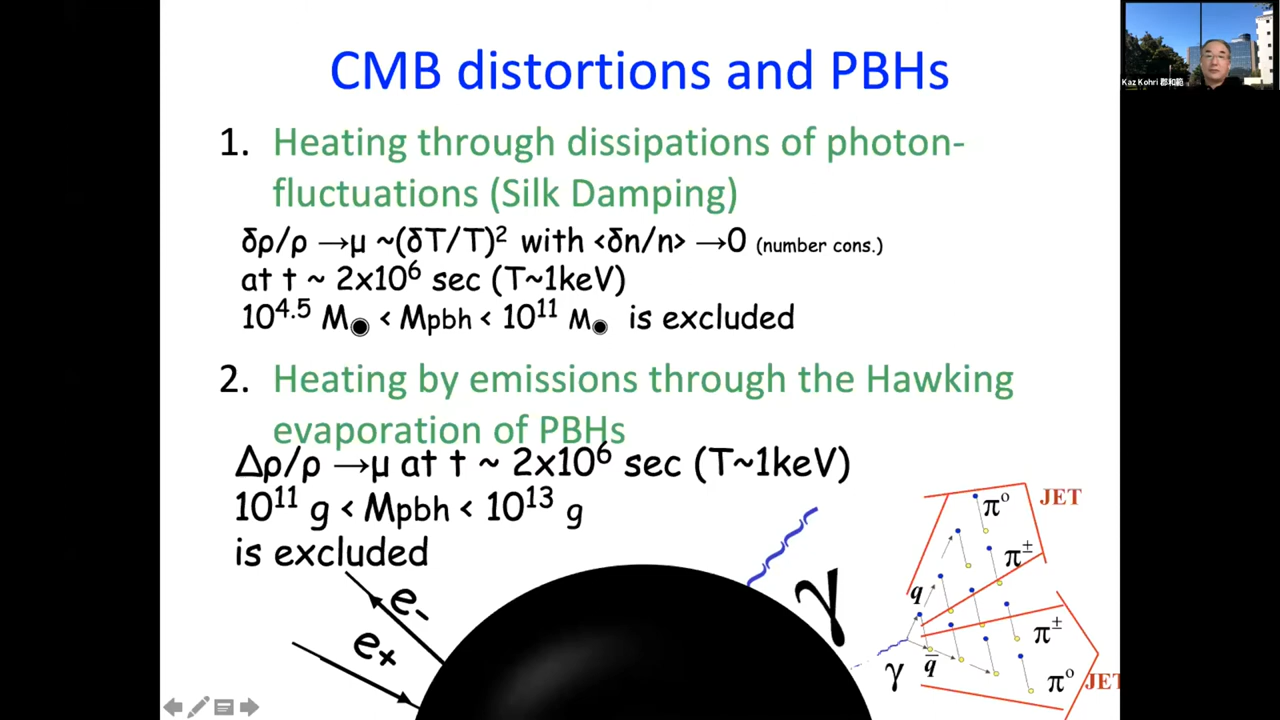 CMB distortions and PBHs
1. Heating through dissipations of photon-
fluctuations (Silk Damping)
δρ/ρ →μ ~(δT/T)² with <δn/n> →0 (number cons.)
at t ~ 2x10⁶ sec (T~1keV)
10⁴·⁵ M◉ < Mpbh < 10¹¹ M◉ is excluded
2. Heating by emissions through the Hawking
evaporation of PBHs
Δρ/ρ →μ at t ~ 2x10⁶ sec (T~1keV)
10¹¹ g < Mpbh < 10¹³ g
is excluded
e-
e+
γ
γ
q
q̅
π⁰
π±
π±
π⁰
JET
JET
Kaz Kohri 郡和範